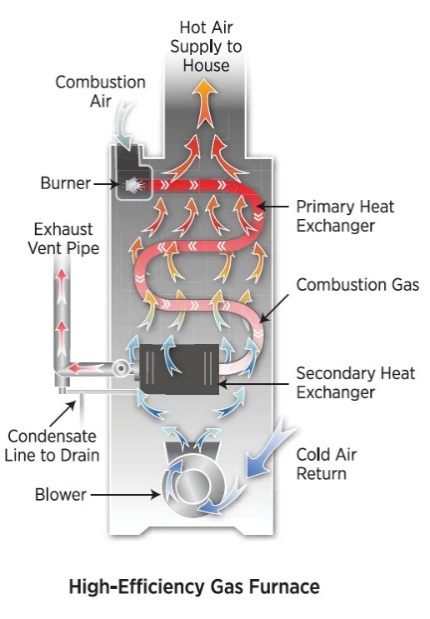 Hot Air
Supply to
House
Combustion
Air
Burner
Primary Heat
Exchanger
Exhaust
Vent Pipe
Combustion Gas
Secondary Heat
Exchanger
Condensate
Line to Drain
Cold Air
Return
Blower
High-Efficiency Gas Furnace